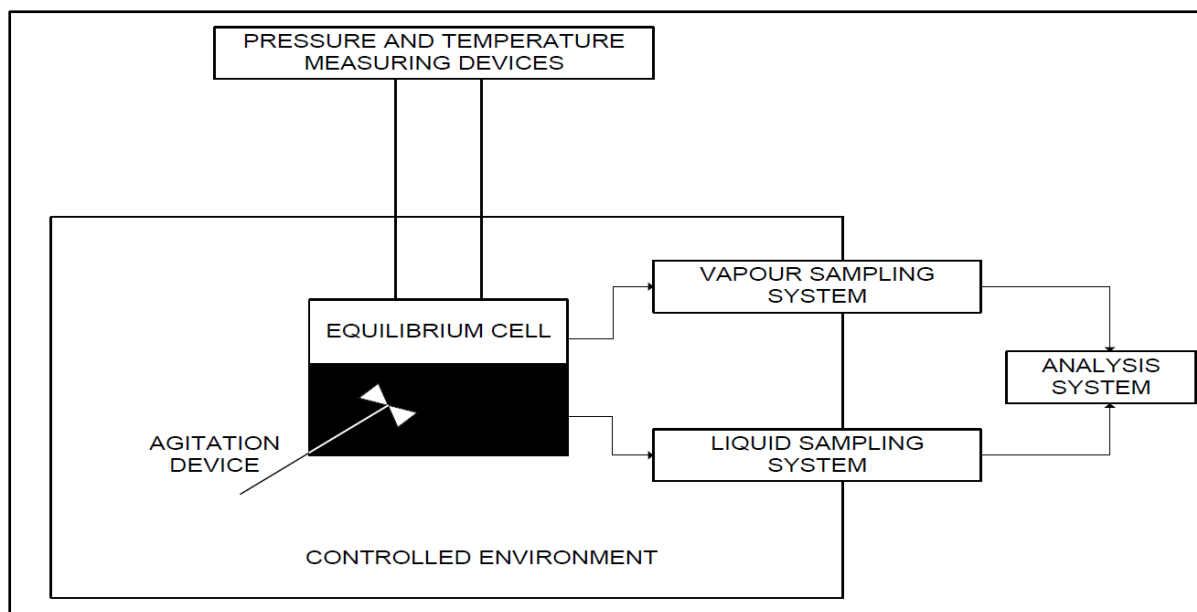 PRESSURE AND TEMPERATURE
MEASURING DEVICES
VAPOUR SAMPLING
SYSTEM
EQUILIBRIUM CELL
ANALYSIS
SYSTEM
AGITATION
DEVICE
LIQUID SAMPLING
SYSTEM
CONTROLLED ENVIRONMENT